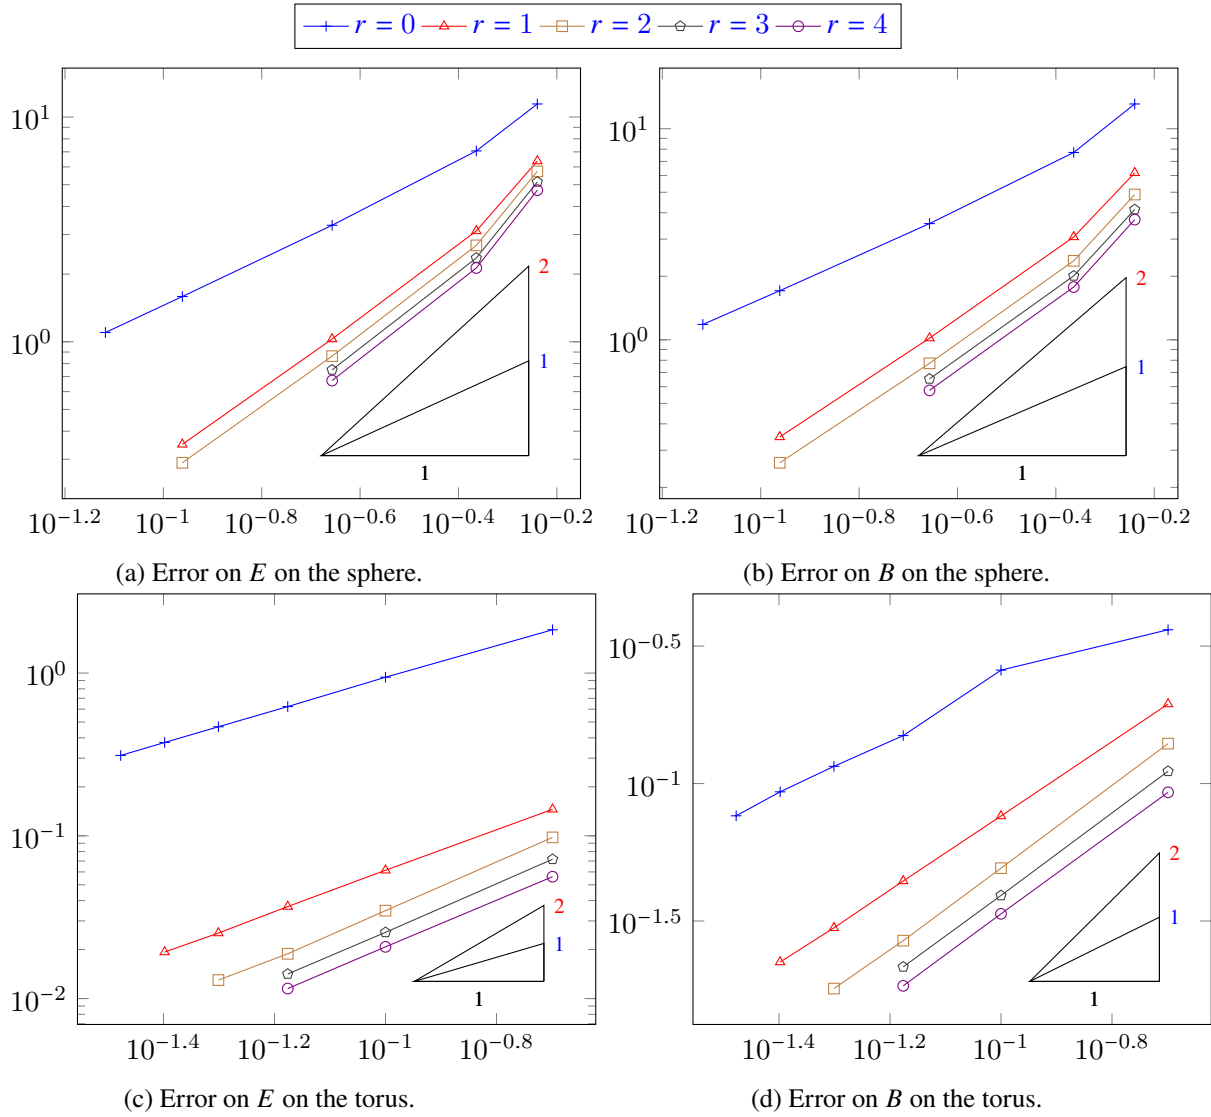 r = 0 r = 1 r = 2 r = 3 r = 4
10^1
10^0
2
1
1
10^−1.2 10^−1 10^−0.8 10^−0.6 10^−0.4 10^−0.2
(a) Error on E on the sphere.
10^1
10^0
2
1
1
10^−1.2 10^−1 10^−0.8 10^−0.6 10^−0.4 10^−0.2
(b) Error on B on the sphere.
10^0
10^−1
10^−2
2
1
1
10^−1.4 10^−1.2 10^−1 10^−0.8
(c) Error on E on the torus.
10^−0.5
10^−1
10^−1.5
2
1
1
10^−1.4 10^−1.2 10^−1 10^−0.8
(d) Error on B on the torus.